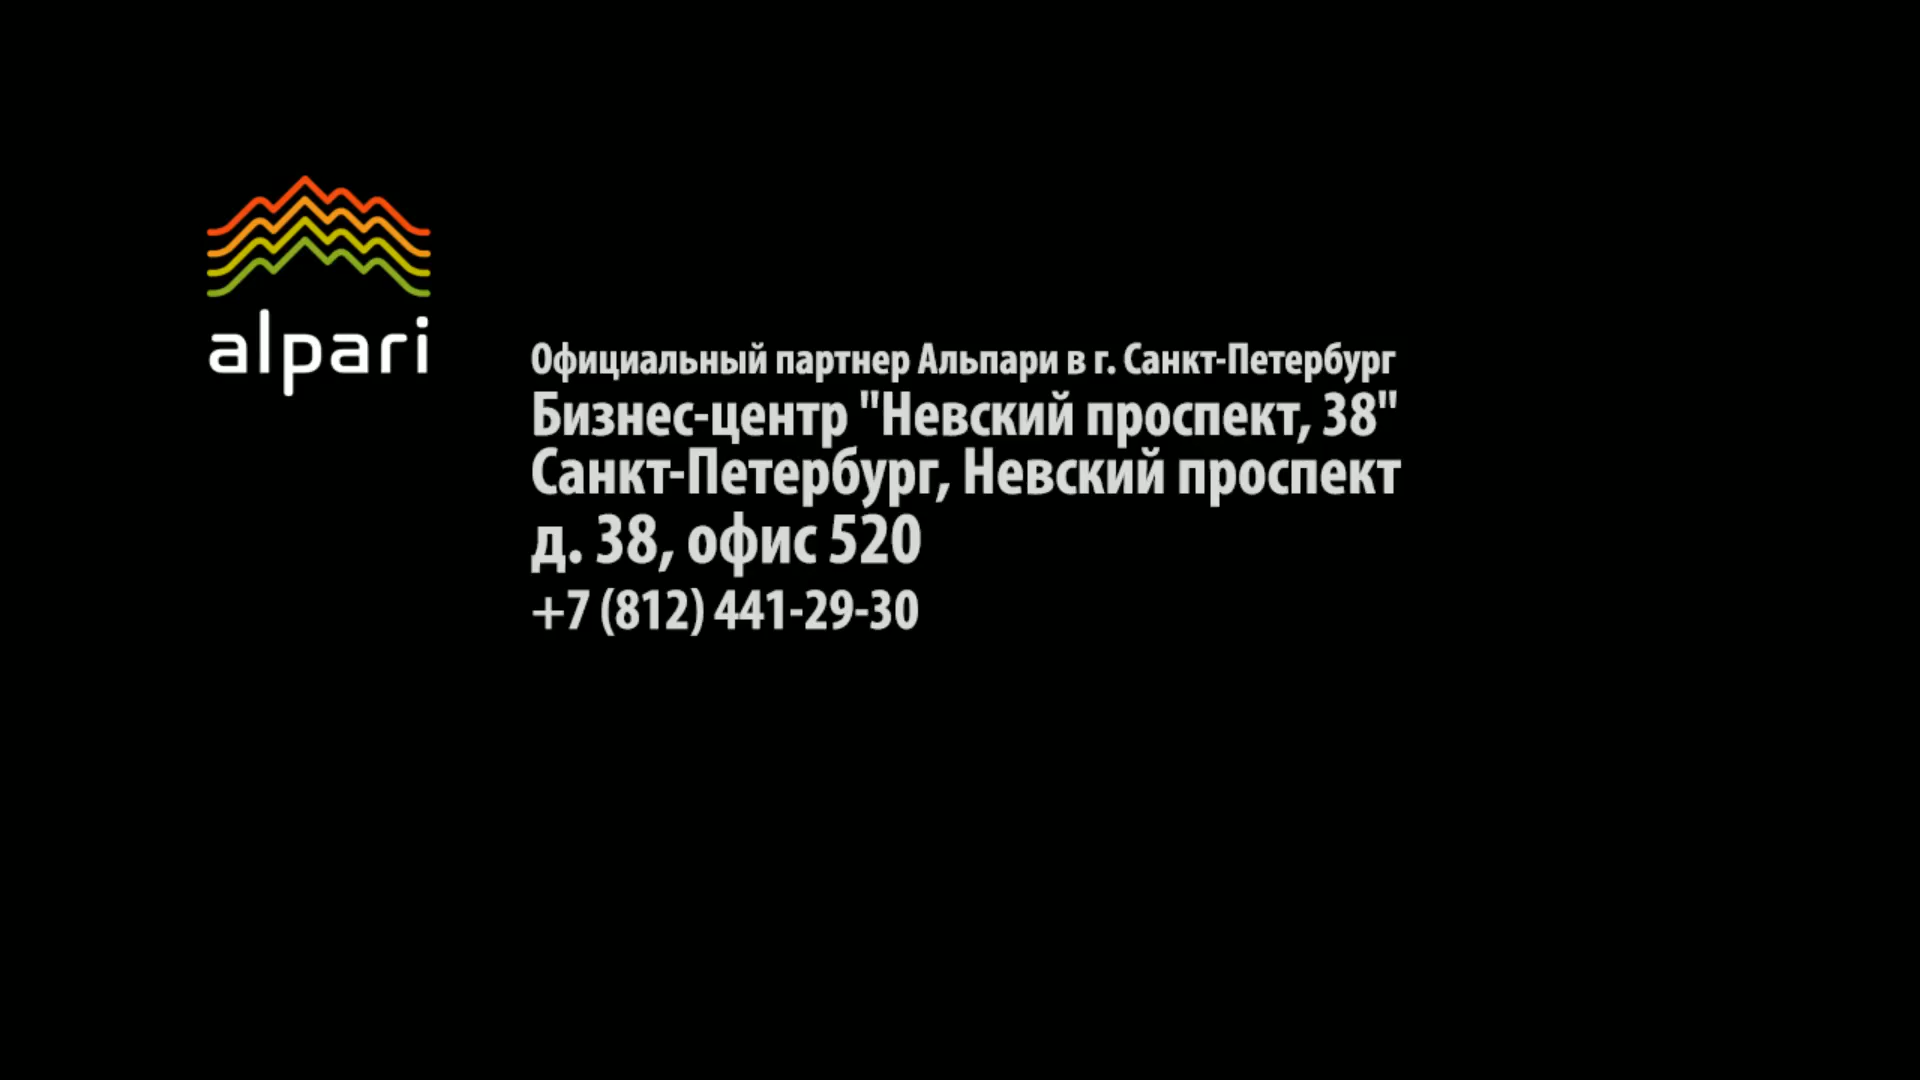 alpari
Официальный партнер Альпари в г. Санкт-Петербург
Бизнес-центр "Невский проспект, 38"
Санкт-Петербург, Невский проспект
д. 38, офис 520
+7 (812) 441-29-30